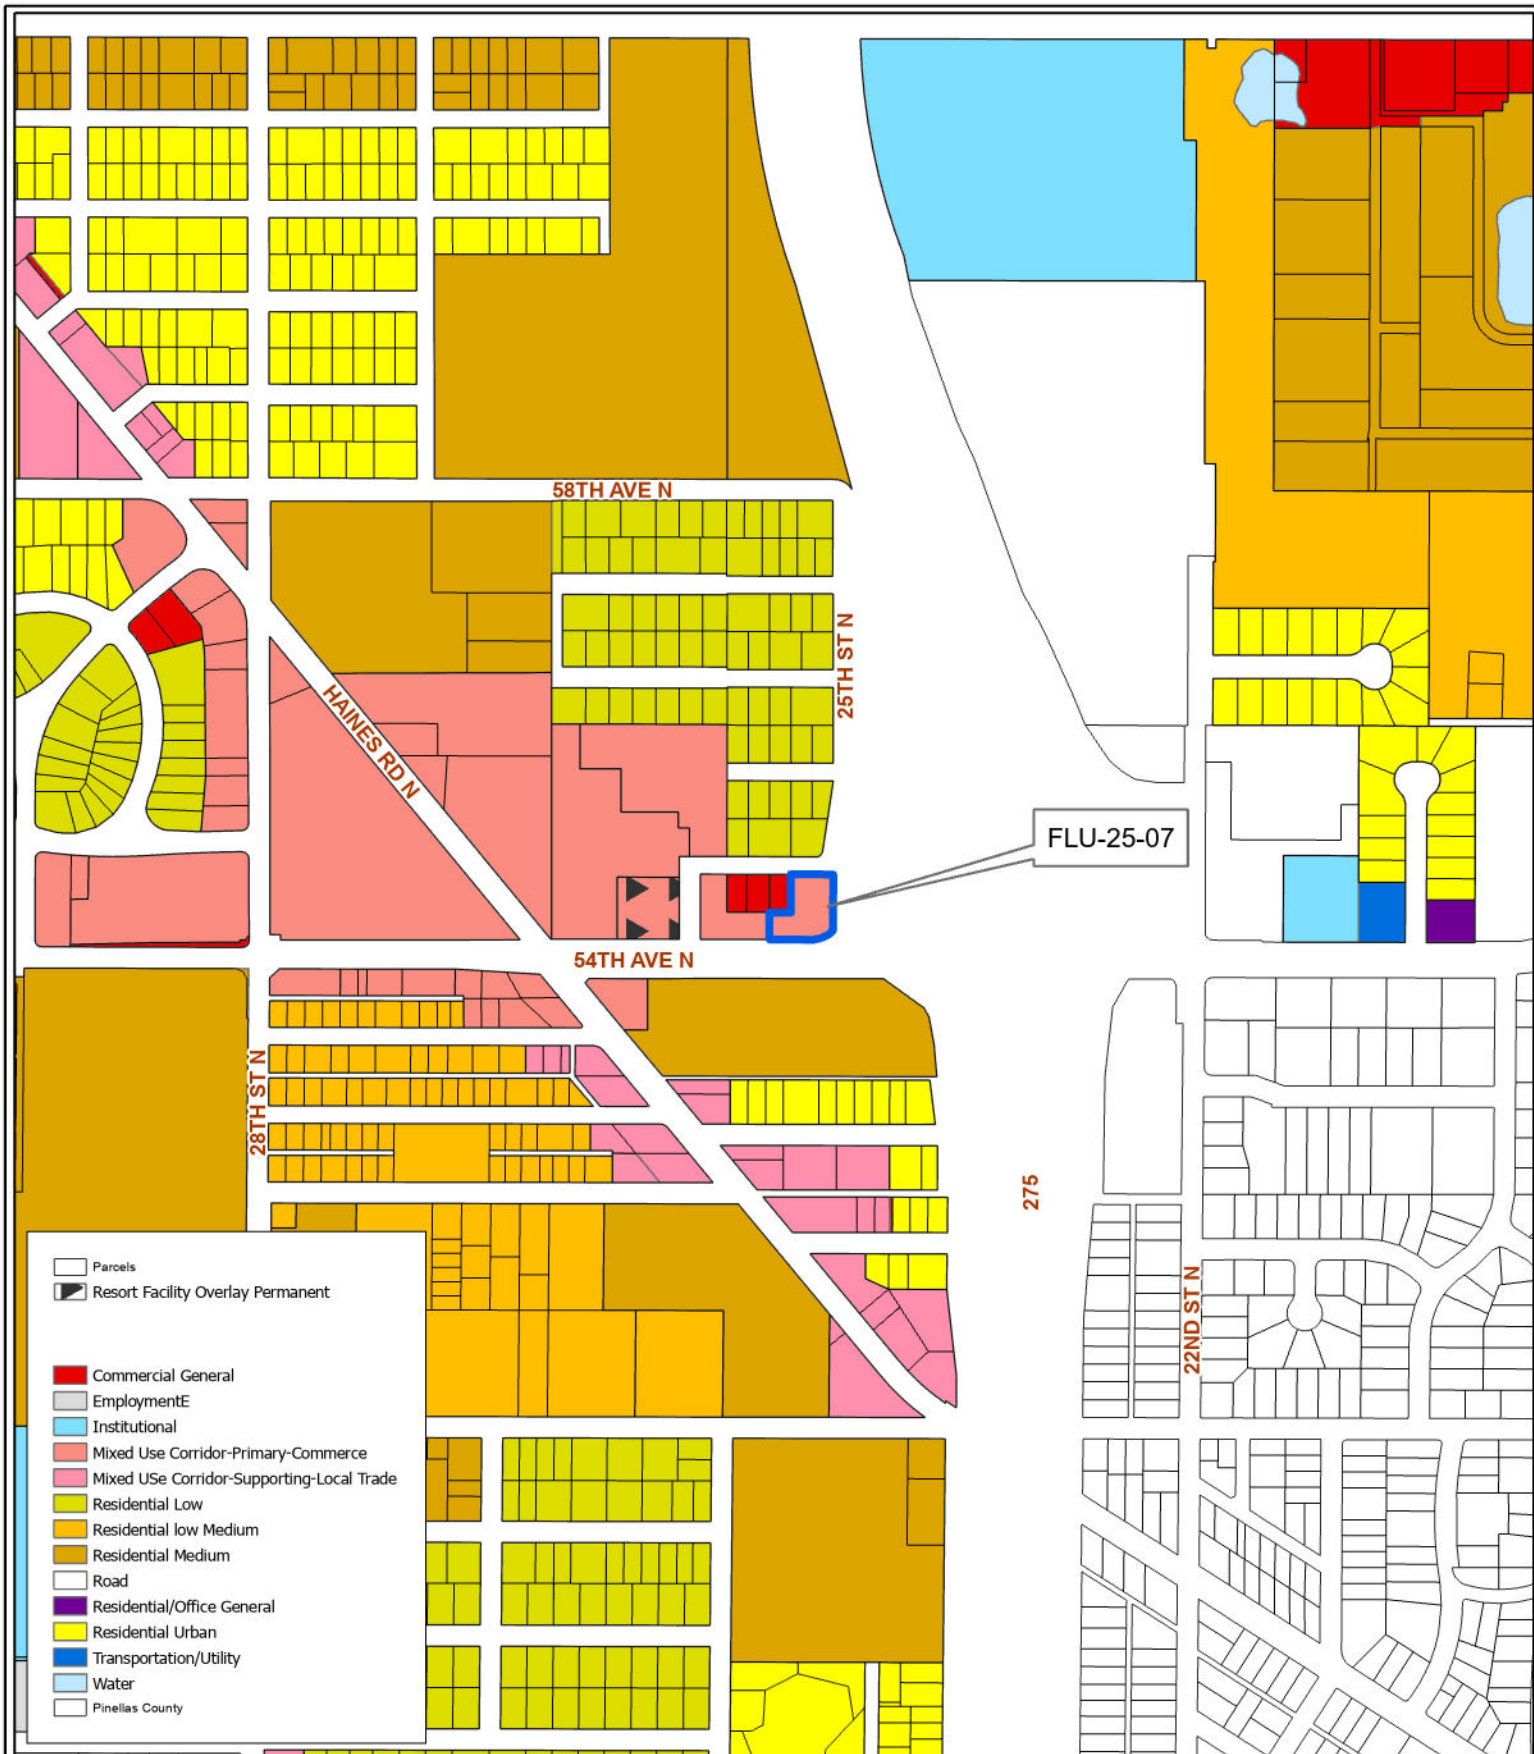 58TH AVE N
25TH ST N
HAINES RD N
FLU-25-07
54TH AVE N
28TH ST N
275
22ND ST N
Parcels
Resort Facility Overlay Permanent
Commercial General
EmploymentE
Institutional
Mixed Use Corridor-Primary-Commerce
Mixed USe Corridor-Supporting-Local Trade
Residential Low
Residential low Medium
Residential Medium
Road
Residential/Office General
Residential Urban
Transportation/Utility
Water
Pinellas County